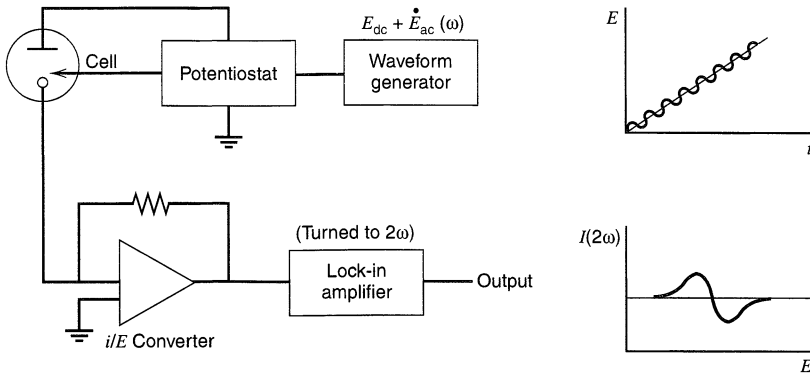 E_dc + Ė_ac (ω)
E
Cell
Potentiostat
Waveform
generator
t
(Turned to 2ω)
I(2ω)
Lock-in
amplifier
Output
i/E Converter
E